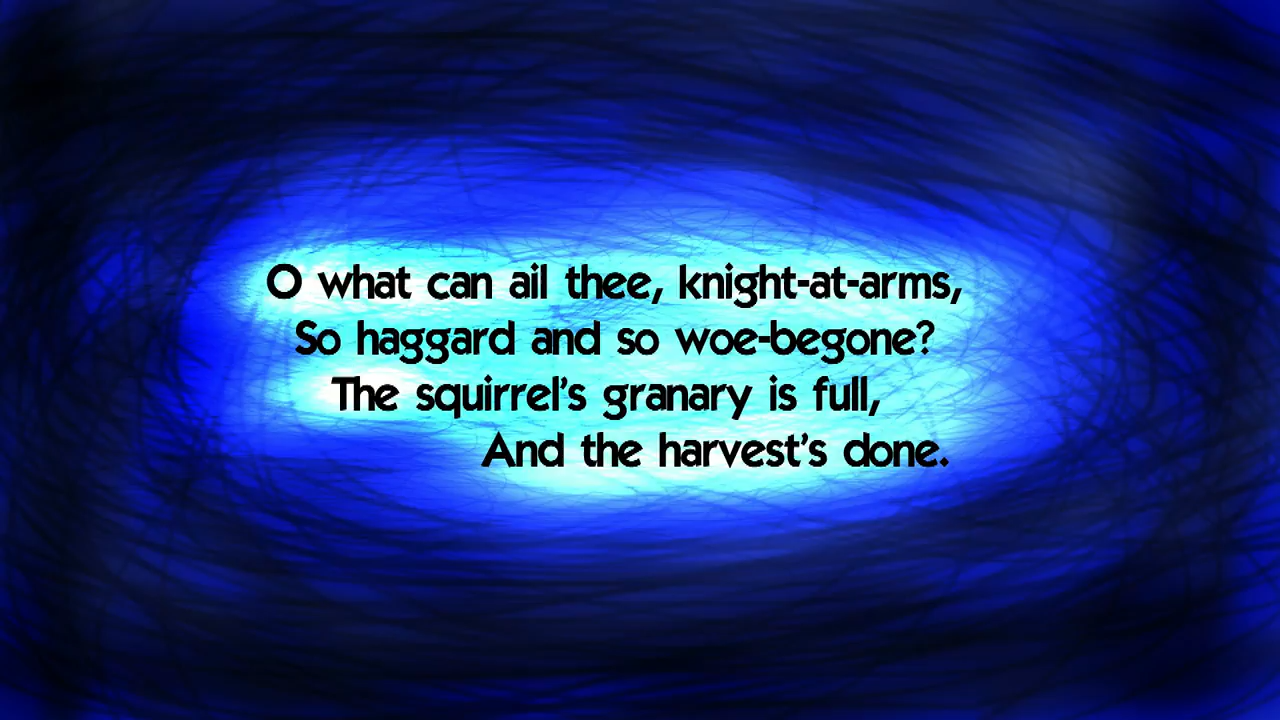 O what can ail thee, knight-at-arms,
So haggard and so woe-begone?
The squirrel’s granary is full,
And the harvest’s done.